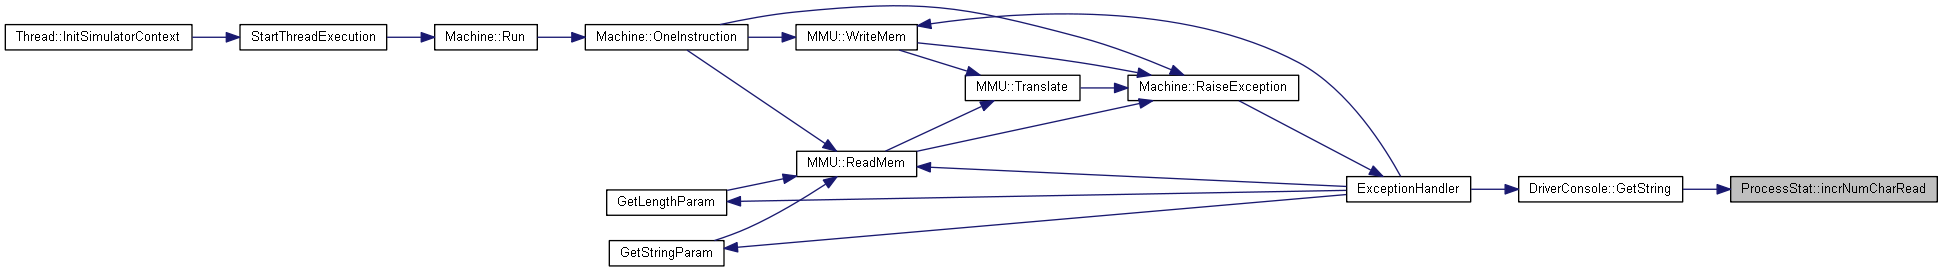 Thread::InitSimulatorContext
StartThreadExecution
Machine::Run
Machine::OneInstruction
MMU::WriteMem
MMU::Translate
Machine::RaiseException
MMU::ReadMem
GetLengthParam
GetStringParam
ExceptionHandler
DriverConsole::GetString
ProcessStat::incrNumCharRead